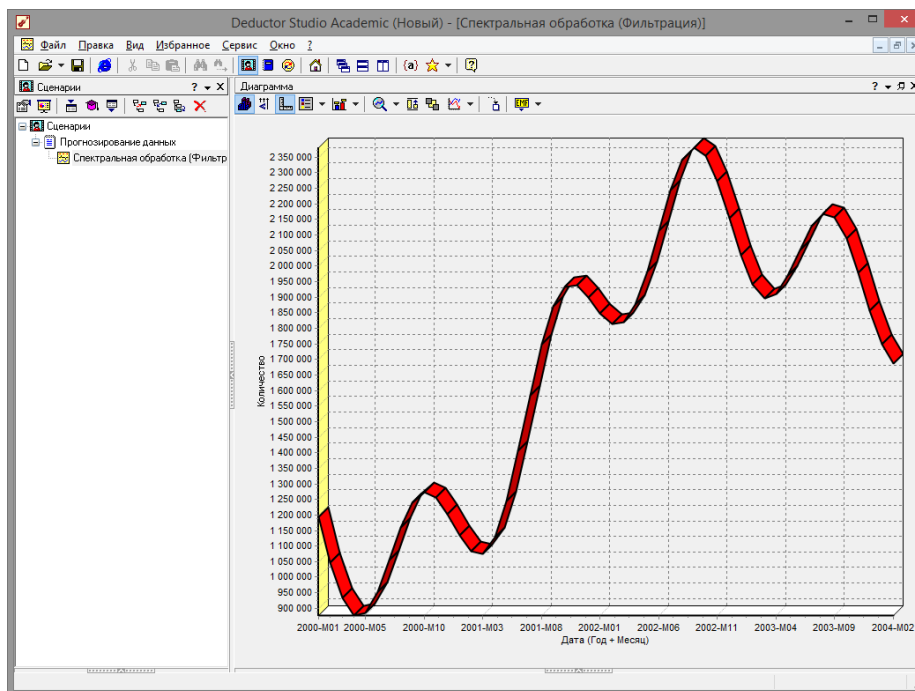 Deductor Studio Academic (Новый) - [Спектральная обработка (Фильтрация)]
Файл Правка Вид Избранное Сервис Окно ?
Сценарии ?
Диаграмма ?
Сценарии
Прогнозирование данных
Спектральная обработка (Фильтр
2 350 000
2 300 000
2 250 000
2 200 000
2 150 000
2 100 000
2 050 000
2 000 000
1 950 000
1 900 000
1 850 000
1 800 000
1 750 000
1 700 000
1 650 000
1 600 000
1 550 000
1 500 000
1 450 000
1 400 000
1 350 000
1 300 000
1 250 000
1 200 000
1 150 000
1 100 000
1 050 000
1 000 000
950 000
900 000
Количество
2000-M01 2000-M05 2000-M10 2001-M03 2001-M08 2002-M01 2002-M06 2002-M11 2003-M04 2003-M09 2004-M02
Дата (Год + Месяц)